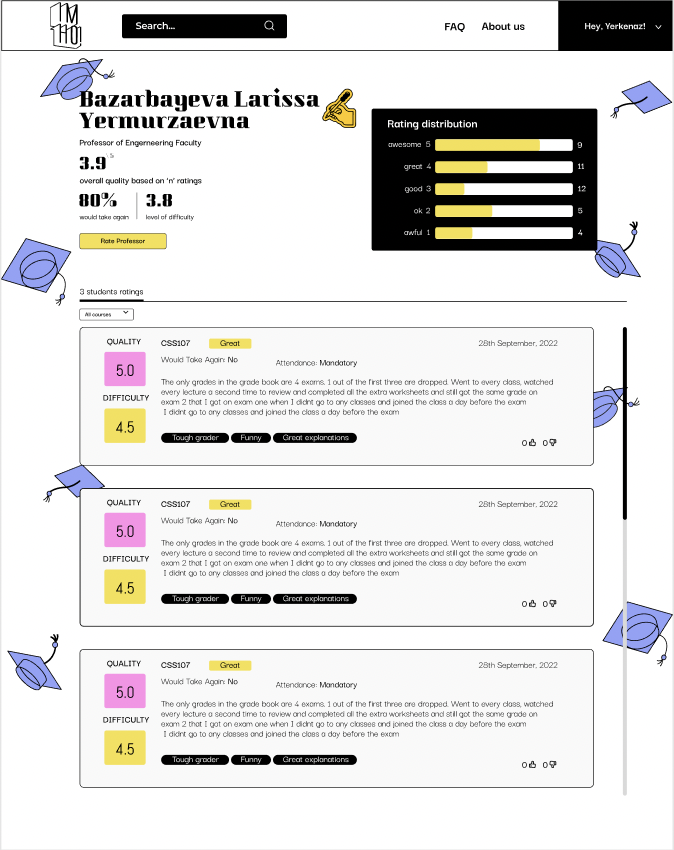 IM
HO!
Search...
FAQ
About us
Hey, Yerkenaz!
Bazarbayeva Larissa
Yermurzaevna
Professor of Engerneering Faculty
3.9
overall quality based on 'n' ratings
80%
would take again
3.8
level of difficulty
Rate Professor
Rating distribution
awesome 5 9
great 4 11
good 3 12
ok 2 5
awful 1 4
3 students ratings
All courses
QUALITY
5.0
DIFFICULTY
4.5
CSS107 Great 28th September, 2022
Would Take Again: No Attendance: Mandatory
The only grades in the grade book are 4 exams. 1 out of the first three are dropped. Went to every class, watched
every lecture a second time to review and completed all the extra worksheets and still got the same grade on
exam 2 that I got on exam one when I didnt go to any classes and joined the class a day before the exam
I didnt go to any classes and joined the class a day before the exam
Tough grader Funny Great explanations
0 0
QUALITY
5.0
DIFFICULTY
4.5
CSS107 Great 28th September, 2022
Would Take Again: No Attendance: Mandatory
The only grades in the grade book are 4 exams. 1 out of the first three are dropped. Went to every class, watched
every lecture a second time to review and completed all the extra worksheets and still got the same grade on
exam 2 that I got on exam one when I didnt go to any classes and joined the class a day before the exam
I didnt go to any classes and joined the class a day before the exam
Tough grader Funny Great explanations
0 0
QUALITY
5.0
DIFFICULTY
4.5
CSS107 Great 28th September, 2022
Would Take Again: No Attendance: Mandatory
The only grades in the grade book are 4 exams. 1 out of the first three are dropped. Went to every class, watched
every lecture a second time to review and completed all the extra worksheets and still got the same grade on
exam 2 that I got on exam one when I didnt go to any classes and joined the class a day before the exam
I didnt go to any classes and joined the class a day before the exam
Tough grader Funny Great explanations
0 0